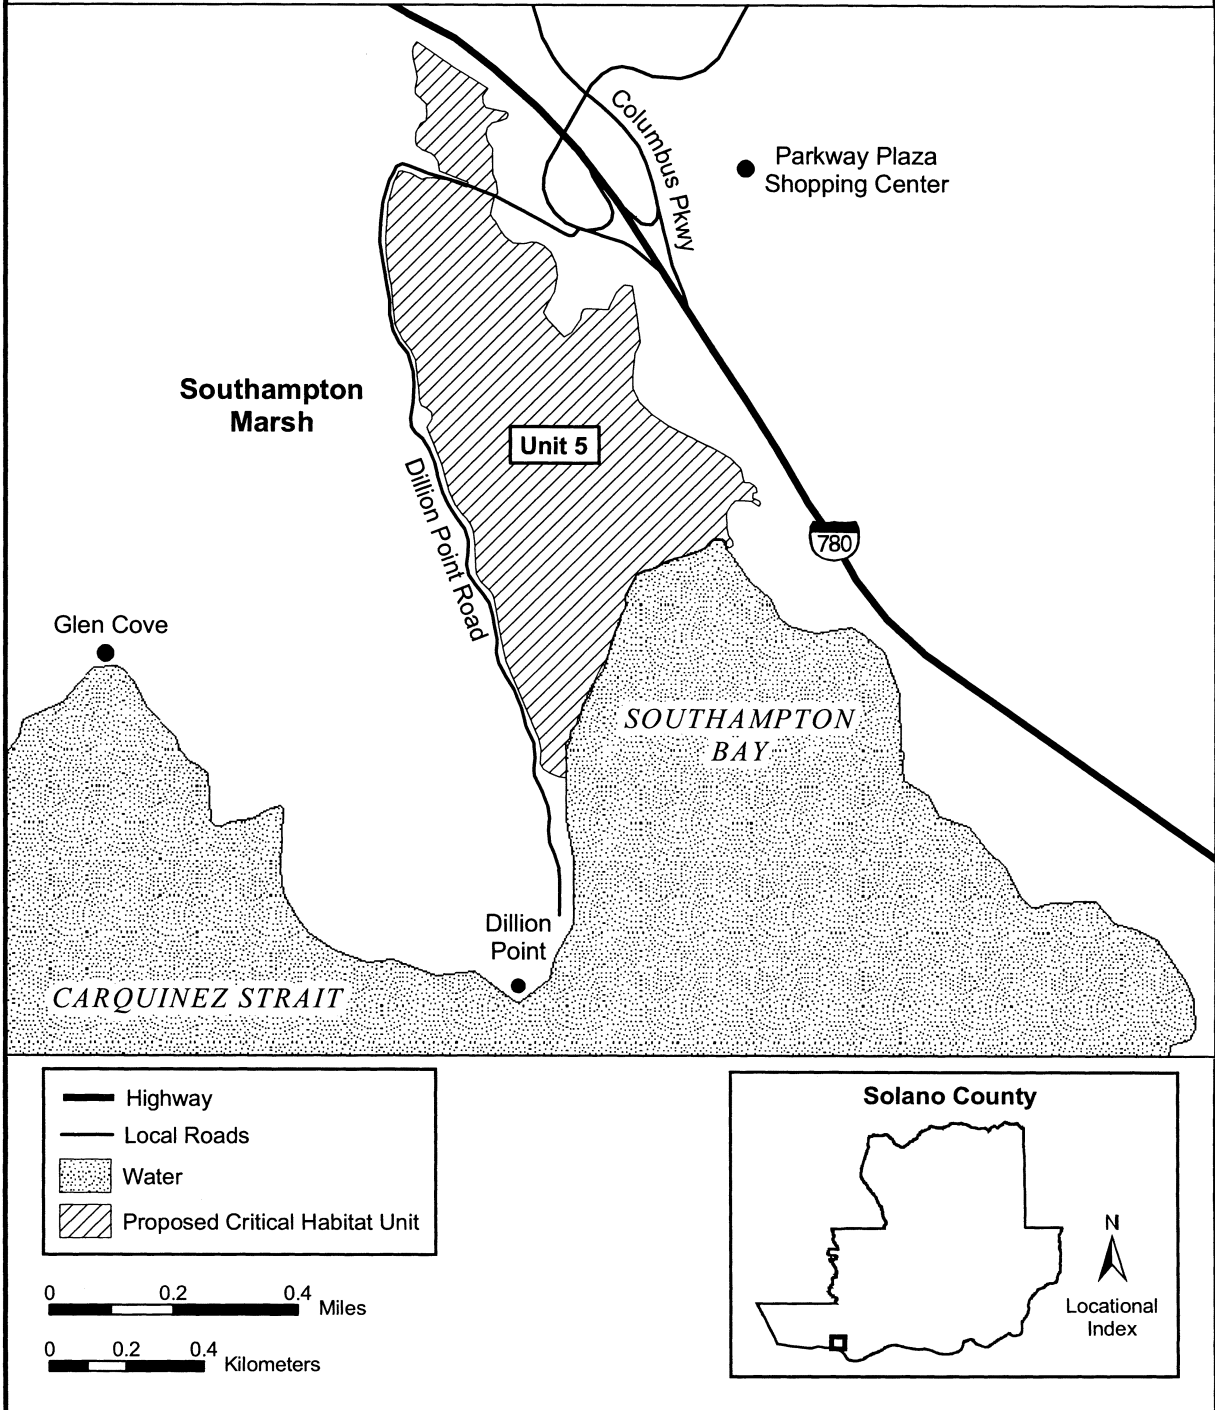 Columbus Pkwy
Parkway Plaza
Shopping Center
Southampton
Marsh
Unit 5
Dillion Point Road
780
Glen Cove
SOUTHAMPTON
BAY
Dillion
Point
CARQUINEZ STRAIT
Highway
Local Roads
Water
Proposed Critical Habitat Unit
0 0.2 0.4
Miles
0 0.2 0.4
Kilometers
Solano County
N
Locational
Index